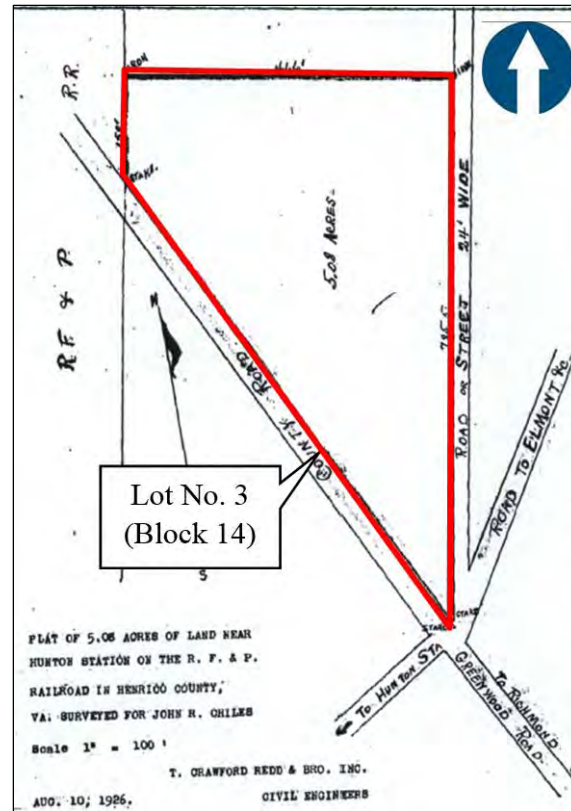 IRON
R.R.
STAKE
R.F. & P.
5.08 ACRES.
ROAD OR STREET 24' WIDE
N
COUNTY ROAD
ROAD TO ELMONT &c
Lot No. 3
(Block 14)
S
STAKE
TO HUNTON STA
GREENWOOD ROAD.
TO RICHMOND
PLAT OF 5.08 ACRES OF LAND NEAR
HUNTON STATION ON THE R. F. & P.
RAILROAD IN HENRICO COUNTY,
VA. SURVEYED FOR JOHN R. CHILES
Scale 1" = 100'
T. CRAWFORD REDD & BRO. INC.
AUG. 10, 1926. CIVIL ENGINEERS